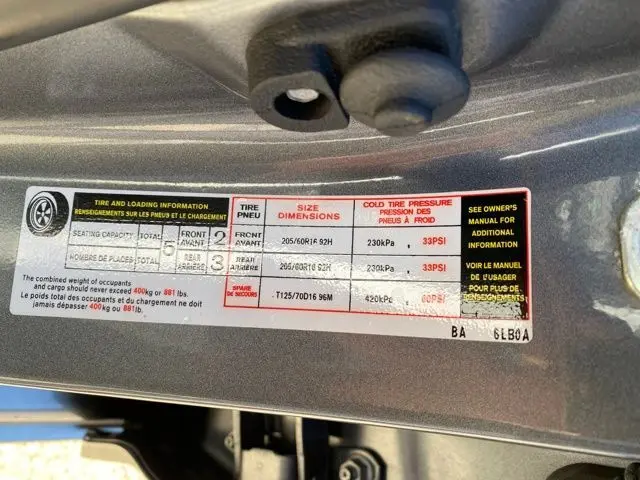 TIRE AND LOADING INFORMATION
RENSEIGNEMENTS SUR LES PNEUS ET LE CHARGEMENT
SEATING CAPACITY TOTAL 5 FRONT AVANT 2
NOMBRE DE PLACES TOTAL REAR ARRIÈRE 3
The combined weight of occupants
and cargo should never exceed 400kg or 881 lbs.
Le poids total des occupants et du chargement ne doit
jamais dépasser 400kg ou 881lb.
TIRE PNEU SIZE DIMENSIONS COLD TIRE PRESSURE PRESSION DES PNEUS À FROID
FRONT AVANT 205/60R16 92H 230kPa, 33PSI
REAR ARRIÈRE 205/60R16 92H 230kPa, 33PSI
SPARE DE SECOURS T125/70D16 96M 420kPa, 60PSI
SEE OWNER'S
MANUAL FOR
ADDITIONAL
INFORMATION
VOIR LE MANUEL
DE L'USAGER
POUR PLUS DE
RENSEIGNEMENTS
BA 6LB0A